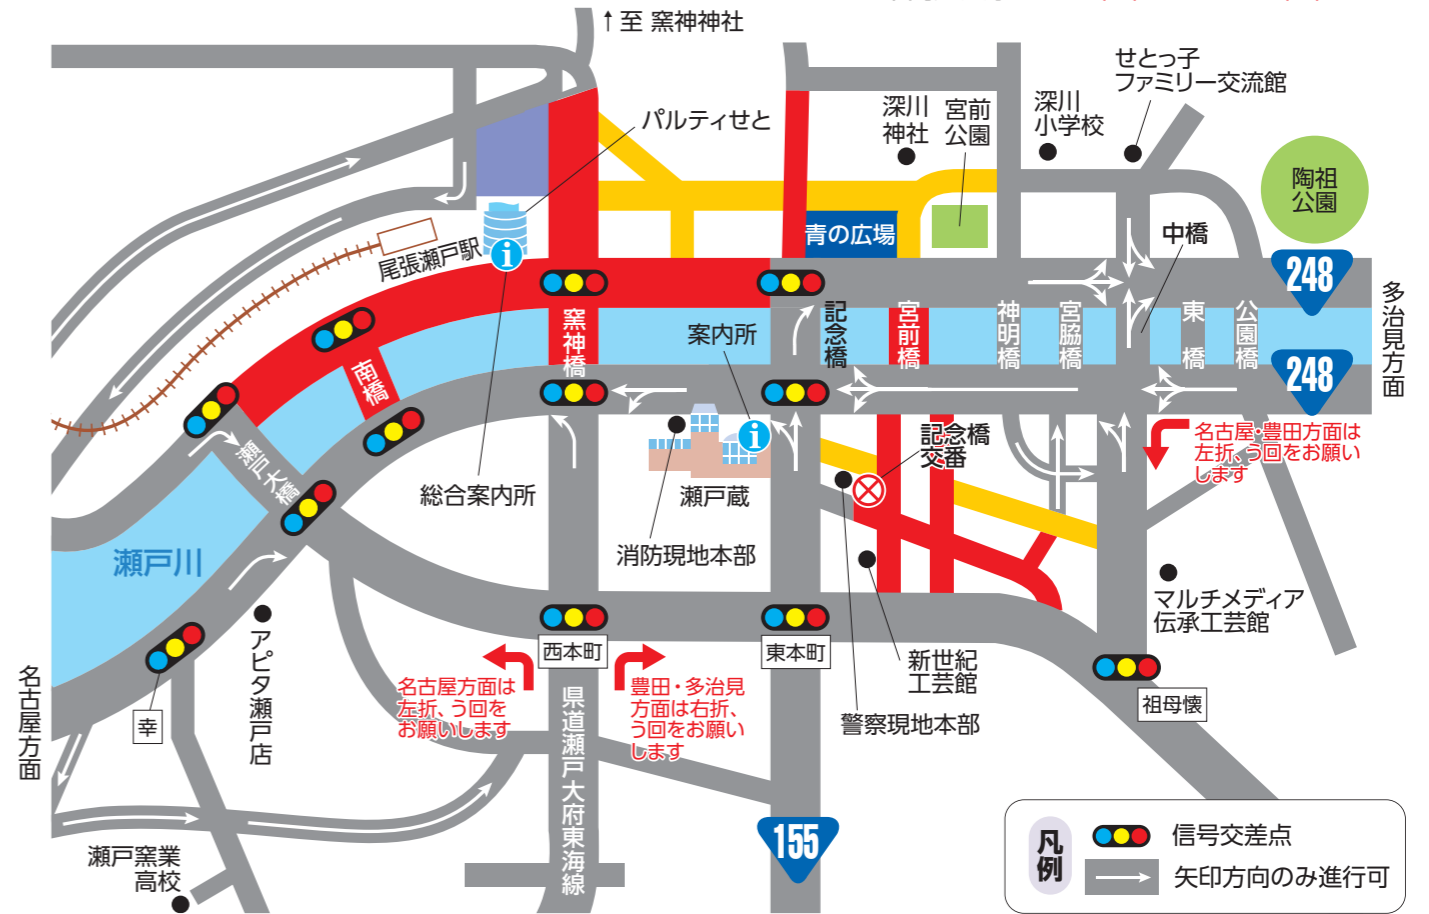 ↑至 窯神神社
せとっ子
ファミリー交流館
パルティせと
深川
神社
宮前
公園
深川
小学校
陶祖
公園
青の広場
中橋
尾張瀬戸駅
i
248
多治見方面
窯神橋
案内所
記念橋
宮前橋
神明橋
宮脇橋
東橋
公園橋
南橋
248
瀬戸大橋
i
記念橋
交番
名古屋・豊田方面は
左折、う回をお願い
します
総合案内所
瀬戸蔵
消防現地本部
瀬戸川
マルチメディア
伝承工芸館
アピタ瀬戸店
西本町
東本町
新世紀
工芸館
警察現地本部
祖母懐
名古屋方面
幸
名古屋方面は
左折、う回を
お願いします
豊田・多治見
方面は右折、
う回をお願い
します
県道瀬戸大府東海線
155
瀬戸窯業
高校
凡例
信号交差点
矢印方向のみ進行可